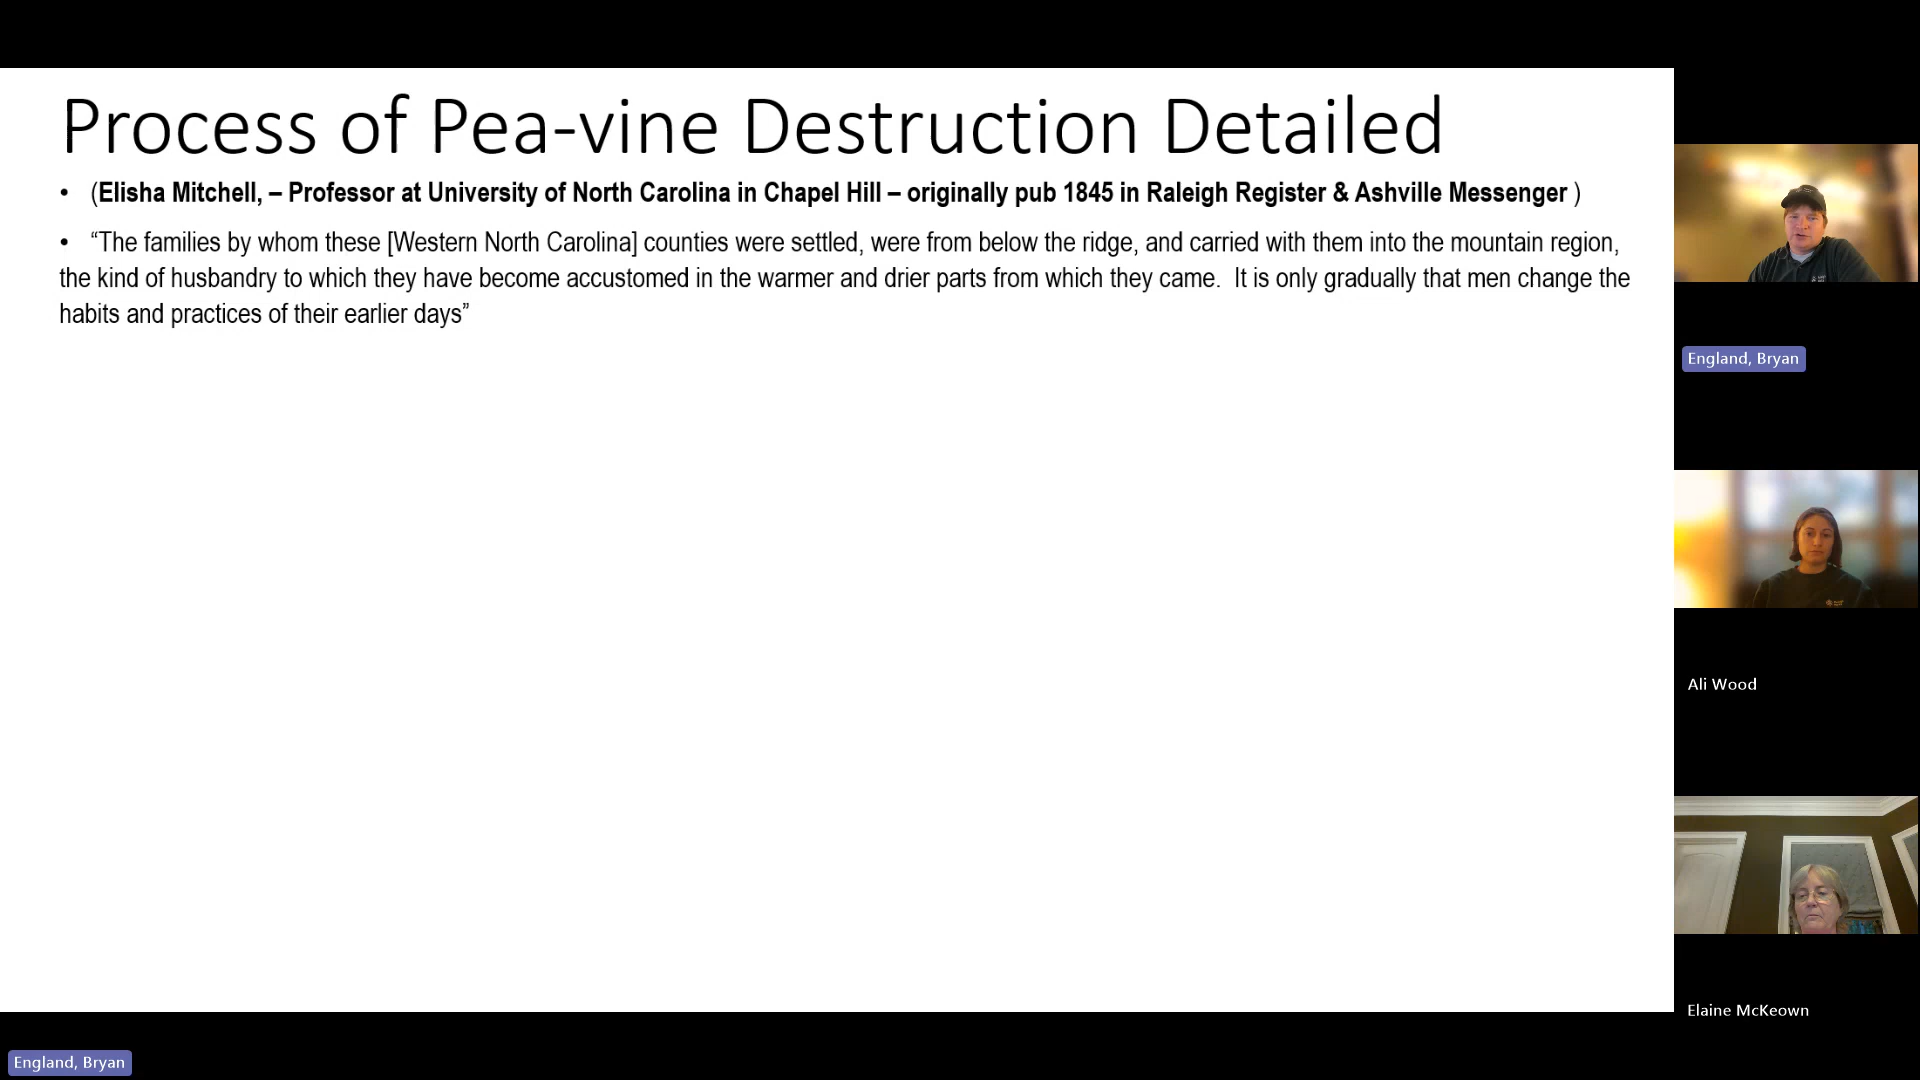 Process of Pea-vine Destruction Detailed
• (Elisha Mitchell, – Professor at University of North Carolina in Chapel Hill – originally pub 1845 in Raleigh Register & Ashville Messenger )
• “The families by whom these [Western North Carolina] counties were settled, were from below the ridge, and carried with them into the mountain region,
the kind of husbandry to which they have become accustomed in the warmer and drier parts from which they came.  It is only gradually that men change the
habits and practices of their earlier days”
England, Bryan
Ali Wood
Elaine McKeown
England, Bryan